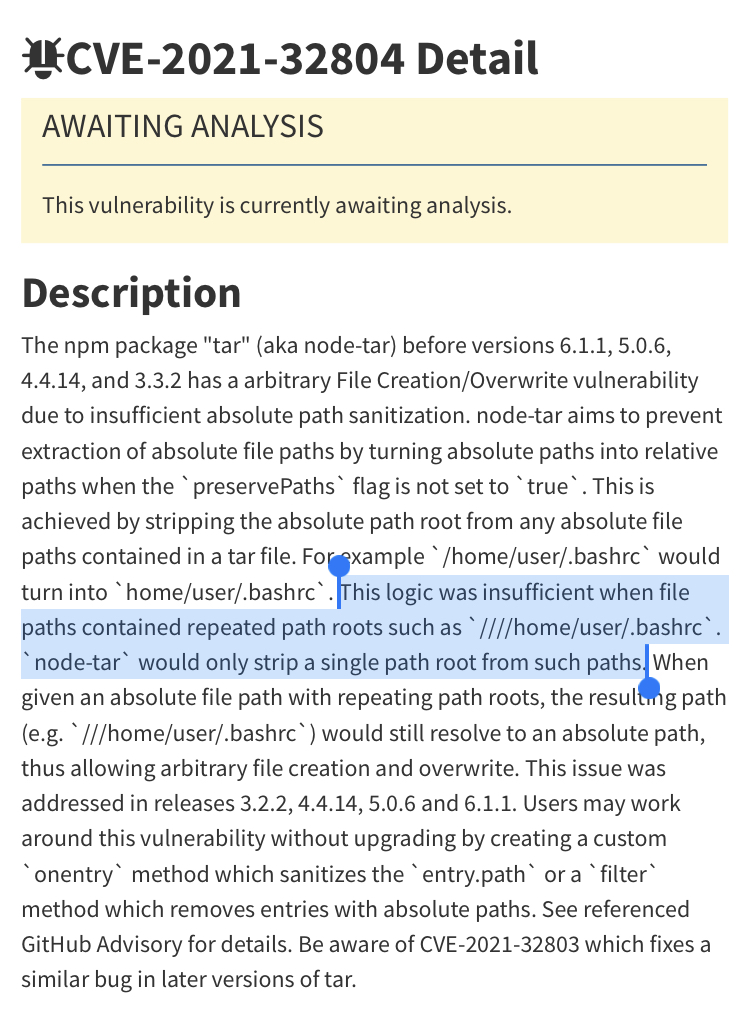 CVE-2021-32804 Detail
AWAITING ANALYSIS
This vulnerability is currently awaiting analysis.
Description
The npm package "tar" (aka node-tar) before versions 6.1.1, 5.0.6,
4.4.14, and 3.3.2 has a arbitrary File Creation/Overwrite vulnerability
due to insufficient absolute path sanitization. node-tar aims to prevent
extraction of absolute file paths by turning absolute paths into relative
paths when the `preservePaths` flag is not set to `true`. This is
achieved by stripping the absolute path root from any absolute file
paths contained in a tar file. For example `/home/user/.bashrc` would
turn into `home/user/.bashrc`. This logic was insufficient when file
paths contained repeated path roots such as `////home/user/.bashrc`.
`node-tar` would only strip a single path root from such paths. When
given an absolute file path with repeating path roots, the resulting path
(e.g. `///home/user/.bashrc`) would still resolve to an absolute path,
thus allowing arbitrary file creation and overwrite. This issue was
addressed in releases 3.2.2, 4.4.14, 5.0.6 and 6.1.1. Users may work
around this vulnerability without upgrading by creating a custom
`onentry` method which sanitizes the `entry.path` or a `filter`
method which removes entries with absolute paths. See referenced
GitHub Advisory for details. Be aware of CVE-2021-32803 which fixes a
similar bug in later versions of tar.